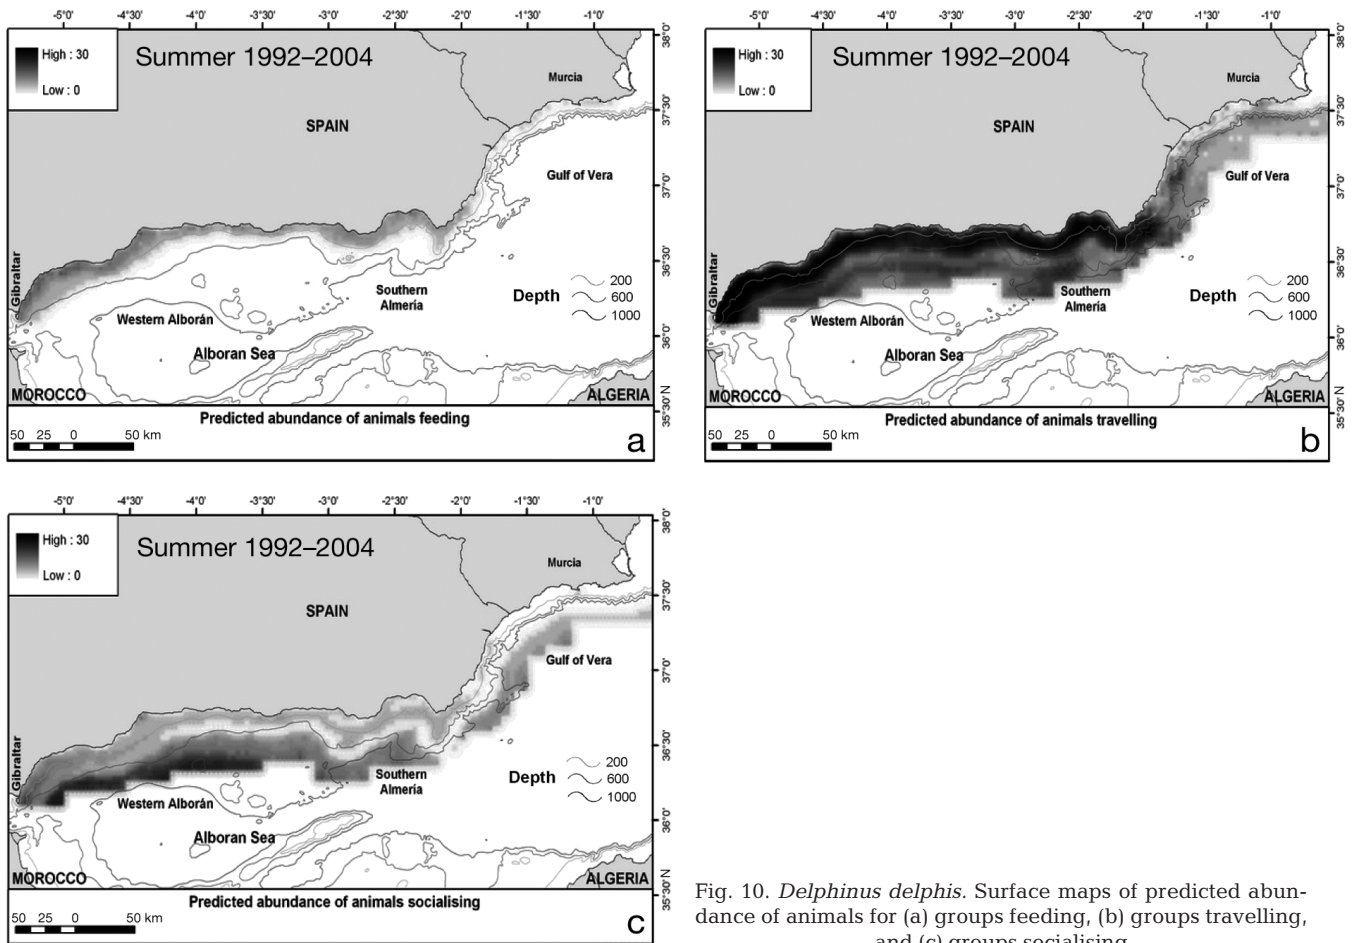 -5°0' -4°30' -4°0' -3°30' -3°0' -2°30' -2°0' -1°30' -1°0'
High : 30
Low : 0
Summer 1992–2004
Murcia
SPAIN
Gulf of Vera
Gibraltar
Southern
Almería
Depth
200
600
1000
Western Alborán
Alboran Sea
MOROCCO
ALGERIA
38°0'
37°30'
37°0'
36°30'
36°0'
35°30' N
Predicted abundance of animals feeding
50 25 0 50 km
a
-5°0' -4°30' -4°0' -3°30' -3°0' -2°30' -2°0' -1°30' -1°0'
High : 30
Low : 0
Summer 1992–2004
Murcia
SPAIN
Gulf of Vera
Gibraltar
Southern
Almería
Depth
200
600
1000
Western Alborán
Alboran Sea
MOROCCO
ALGERIA
38°0'
37°30'
37°0'
36°30'
36°0'
35°30' N
Predicted abundance of animals travelling
50 25 0 50 km
b
-5°0' -4°30' -4°0' -3°30' -3°0' -2°30' -2°0' -1°30' -1°0'
High : 30
Low : 0
Summer 1992–2004
Murcia
SPAIN
Gulf of Vera
Gibraltar
Southern
Almería
Depth
200
600
1000
Western Alborán
Alboran Sea
MOROCCO
ALGERIA
38°0'
37°30'
37°0'
36°30'
36°0'
35°30' N
Predicted abundance of animals socialising
50 25 0 50 km
c
Fig. 10. Delphinus delphis. Surface maps of predicted abun-
dance of animals for (a) groups feeding, (b) groups travelling,
and (c) groups socialising